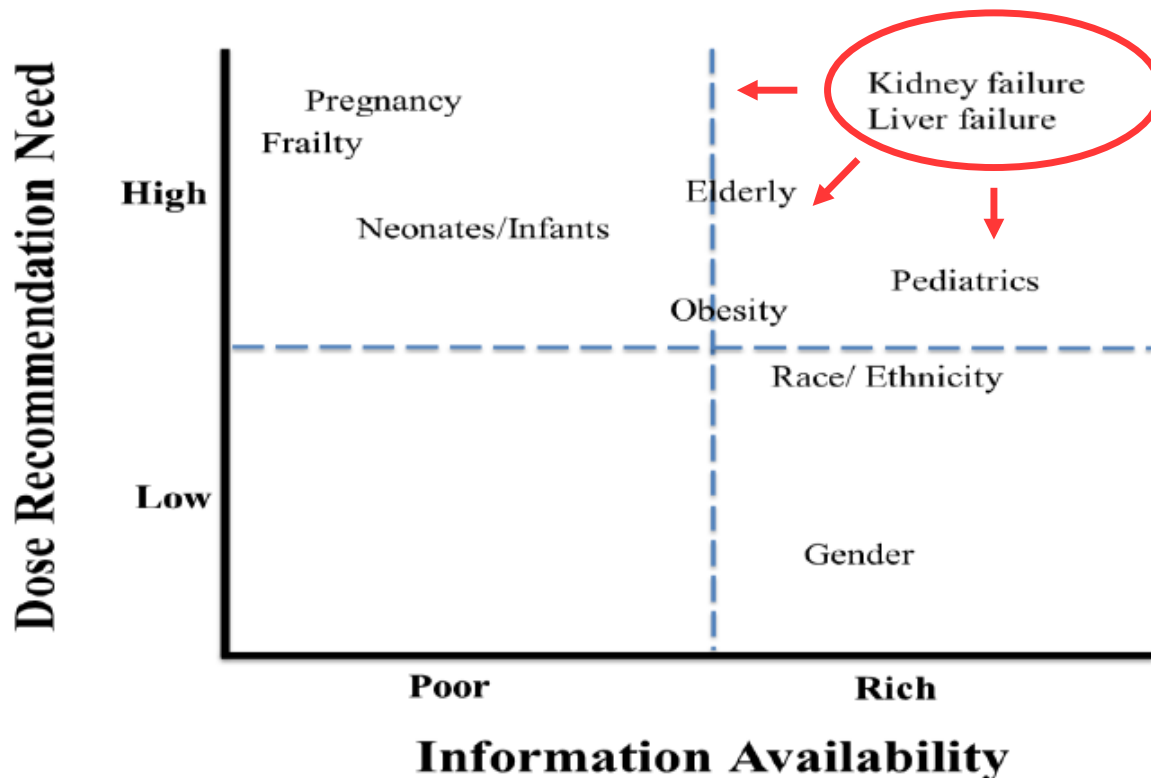 Dose Recommendation Need
High
Low
Pregnancy
Frailty
Neonates/Infants
Kidney failure
Liver failure
Elderly
Pediatrics
Obesity
Race/ Ethnicity
Gender
Poor
Rich
Information Availability